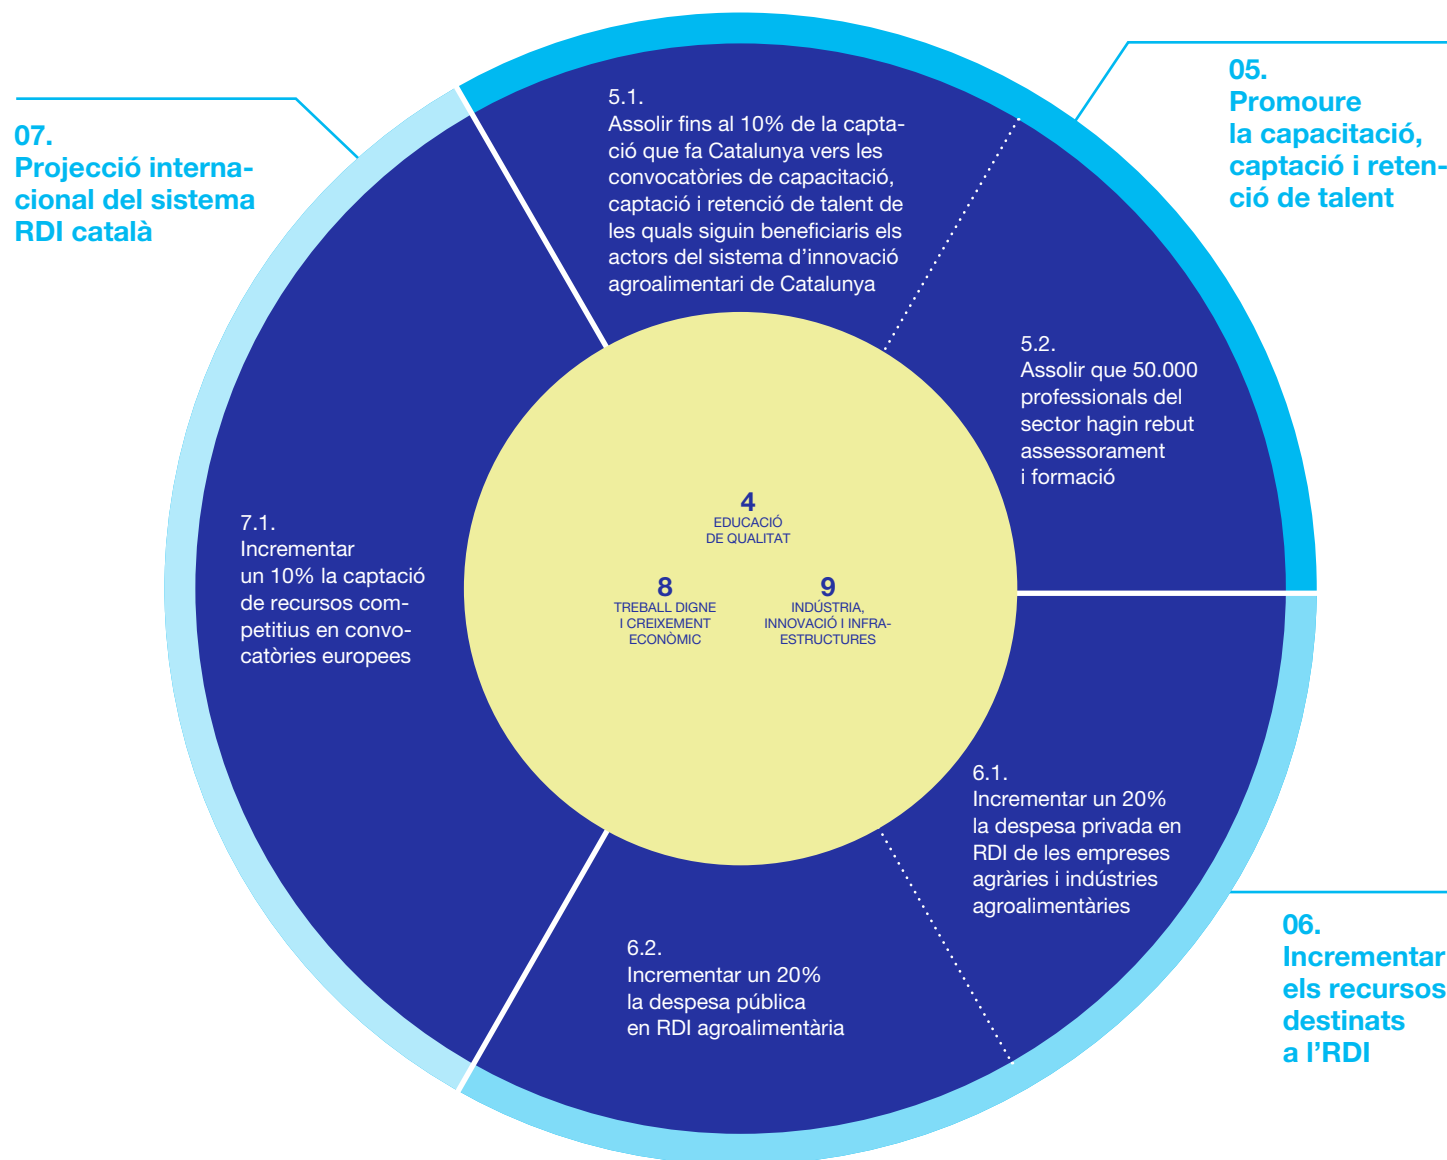 07.
Projecció interna-
cional del sistema
RDI català
05.
Promoure
la capacitació,
captació i reten-
ció de talent
5.1.
Assolir fins al 10% de la capta-
ció que fa Catalunya vers les
convocatòries de capacitació,
captació i retenció de talent de
les quals siguin beneficiaris els
actors del sistema d’innovació
agroalimentari de Catalunya
5.2.
Assolir que 50.000
professionals del
sector hagin rebut
assessorament
i formació
4
EDUCACIÓ
DE QUALITAT
8
TREBALL DIGNE
I CREIXEMENT
ECONÒMIC
9
INDÚSTRIA,
INNOVACIÓ I INFRA-
ESTRUCTURES
7.1.
Incrementar
un 10% la captació
de recursos com-
petitius en convo-
catòries europees
6.1.
Incrementar un 20%
la despesa privada en
RDI de les empreses
agràries i indústries
agroalimentàries
6.2.
Incrementar un 20%
la despesa pública
en RDI agroalimentària
06.
Incrementar
els recursos
destinats
a l’RDI